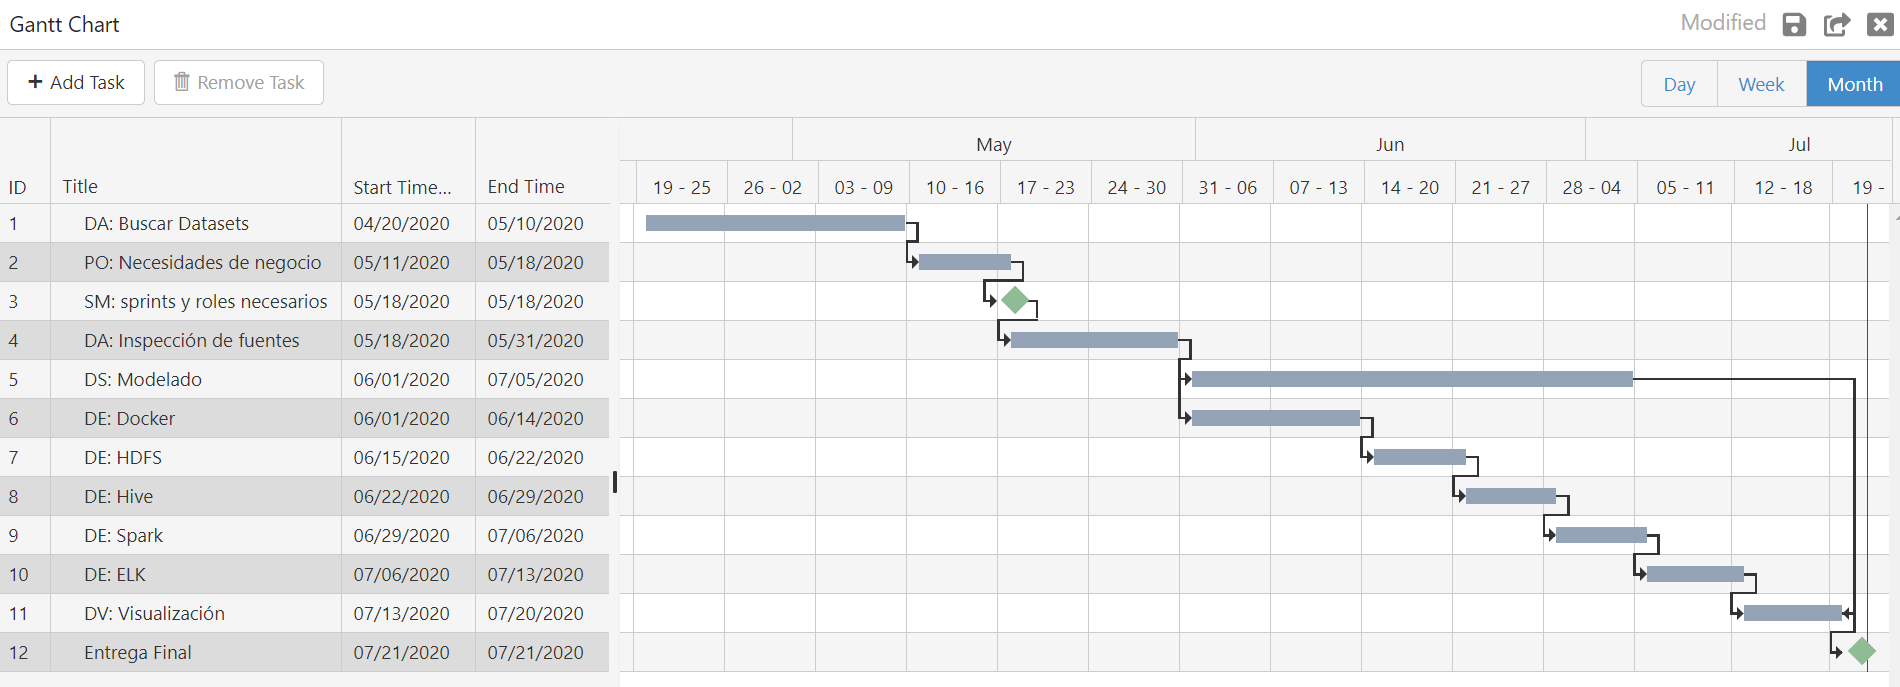 Gantt Chart
Modified
+ Add Task
Remove Task
Day
Week
Month
May
Jun
Jul
ID Title Start Time... End Time
19 - 25 26 - 02 03 - 09 10 - 16 17 - 23 24 - 30 31 - 06 07 - 13 14 - 20 21 - 27 28 - 04 05 - 11 12 - 18 19 -
1 DA: Buscar Datasets 04/20/2020 05/10/2020
2 PO: Necesidades de negocio 05/11/2020 05/18/2020
3 SM: sprints y roles necesarios 05/18/2020 05/18/2020
4 DA: Inspección de fuentes 05/18/2020 05/31/2020
5 DS: Modelado 06/01/2020 07/05/2020
6 DE: Docker 06/01/2020 06/14/2020
7 DE: HDFS 06/15/2020 06/22/2020
8 DE: Hive 06/22/2020 06/29/2020
9 DE: Spark 06/29/2020 07/06/2020
10 DE: ELK 07/06/2020 07/13/2020
11 DV: Visualización 07/13/2020 07/20/2020
12 Entrega Final 07/21/2020 07/21/2020